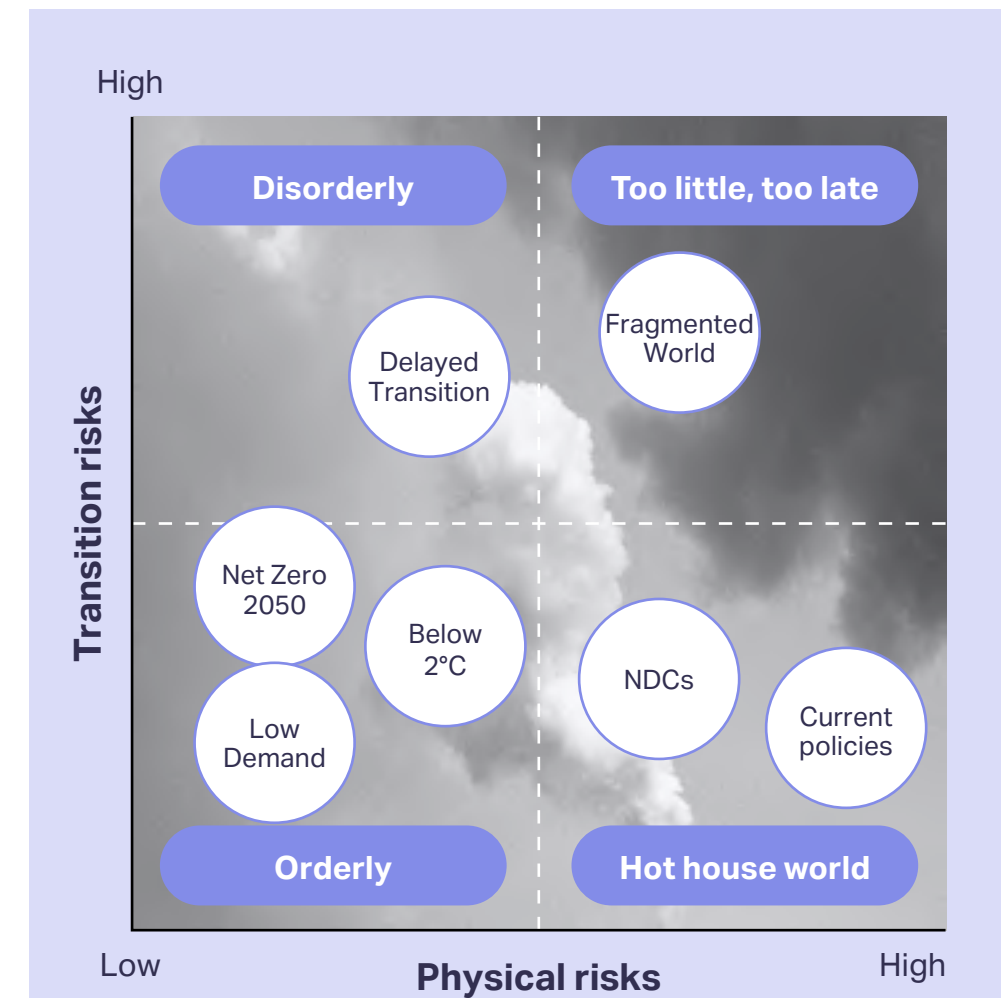 High
Disorderly
Too little, too late
Fragmented
World
Delayed
Transition
Transition risks
Net Zero
2050
Below
2°C
NDCs
Low
Demand
Current
policies
Orderly
Hot house world
Low
Physical risks
High